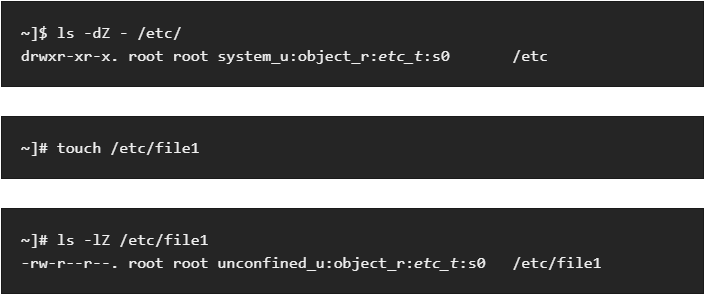 ~]$ ls -dZ - /etc/
drwxr-xr-x. root root system_u:object_r:etc_t:s0       /etc
~]# touch /etc/file1
~]# ls -lZ /etc/file1
-rw-r--r--. root root unconfined_u:object_r:etc_t:s0   /etc/file1